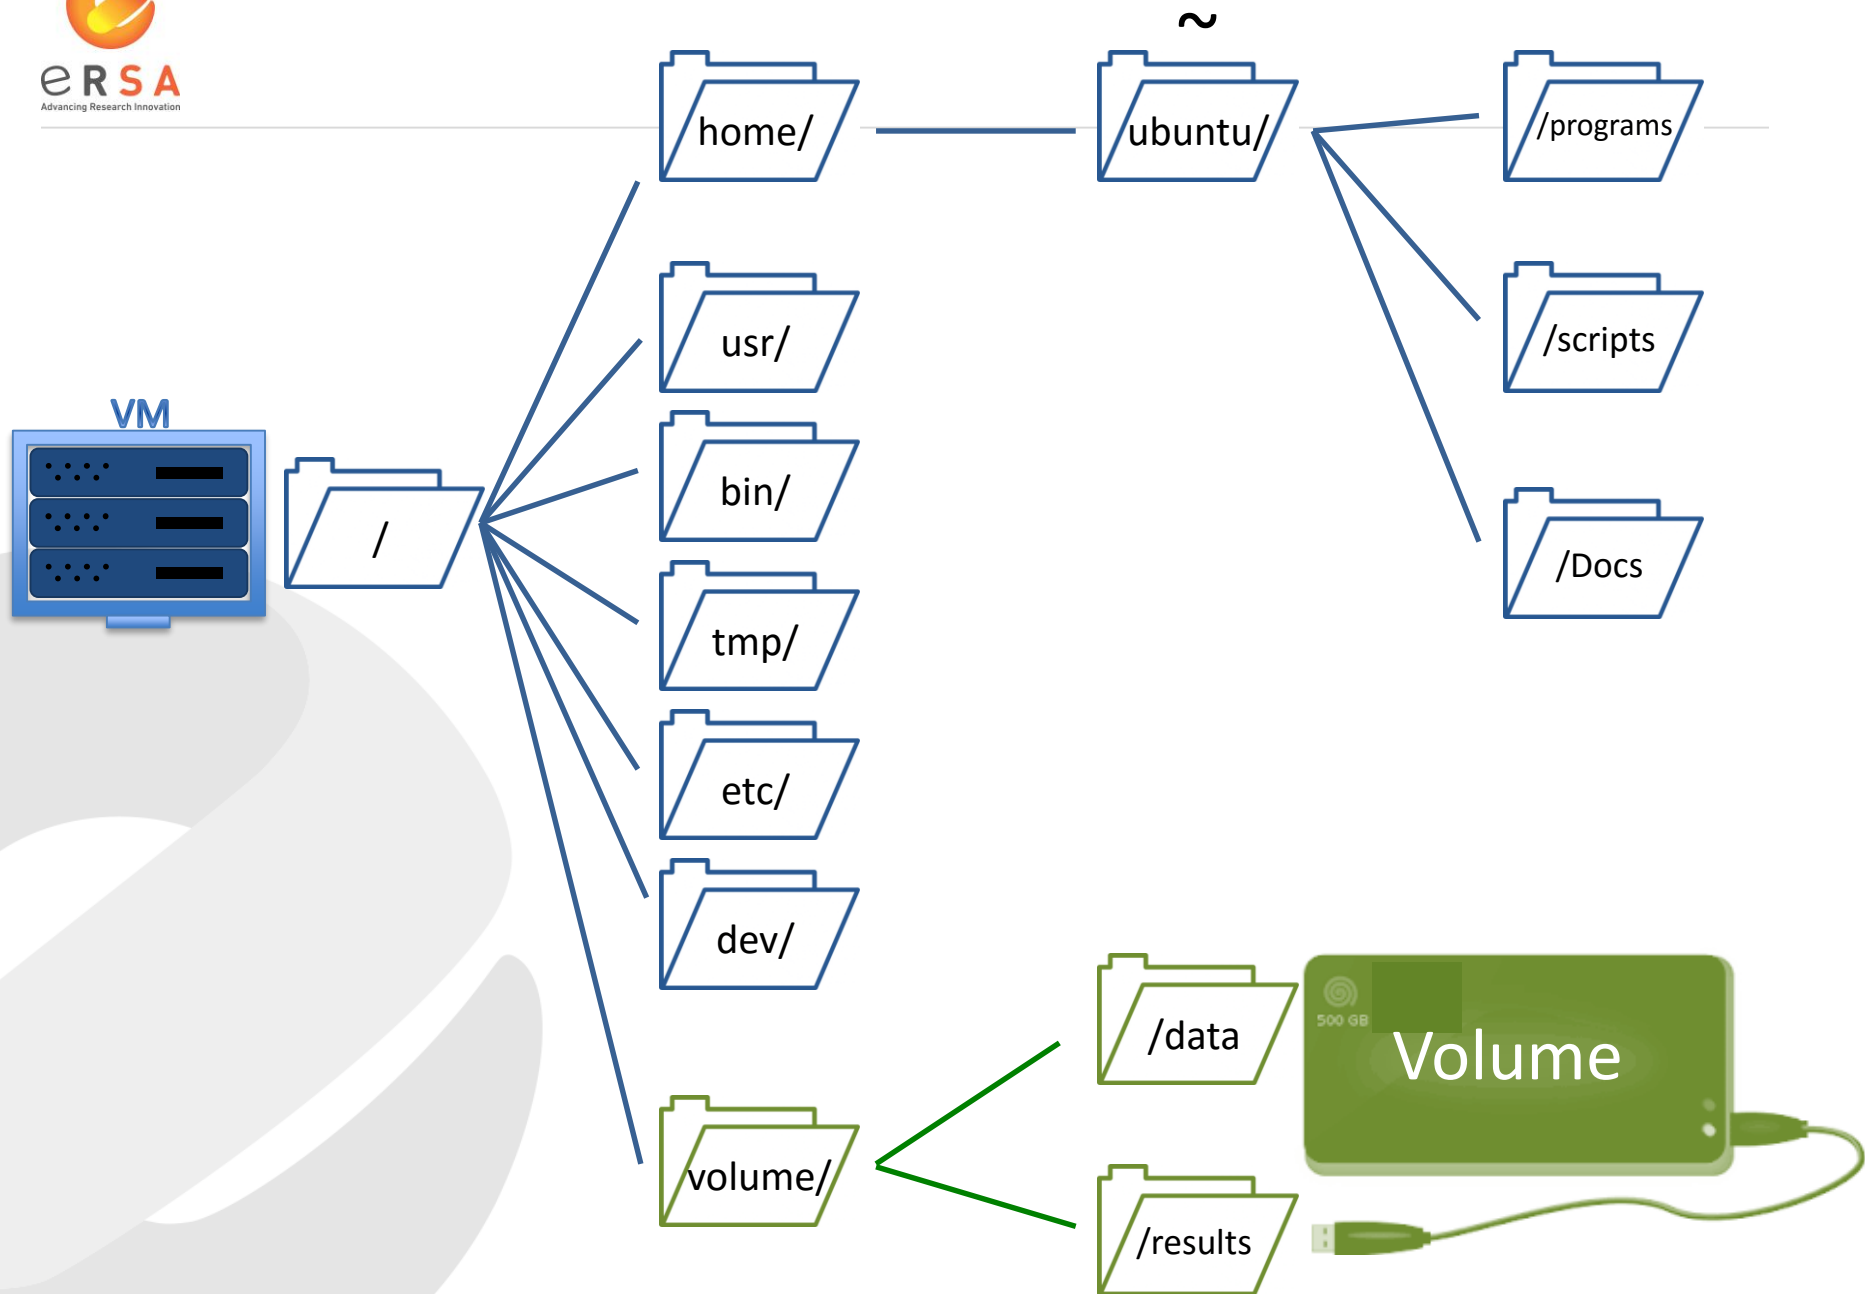 ~
eRSA
Advancing Research Innovation
home/
ubuntu/
/programs
usr/
/scripts
VM
/
bin/
/Docs
tmp/
etc/
dev/
500 GB
/data
Volume
volume/
/results